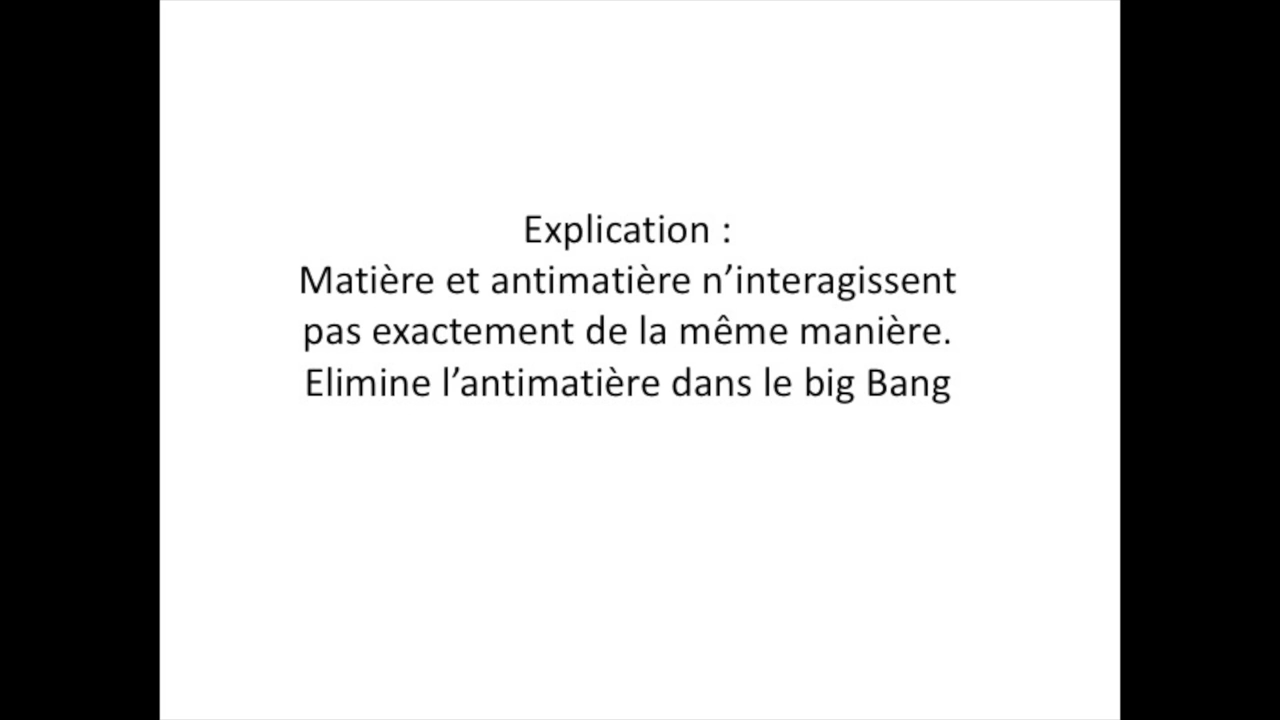 Explication :
Matière et antimatière n’interagissent
pas exactement de la même manière.
Elimine l’antimatière dans le big Bang